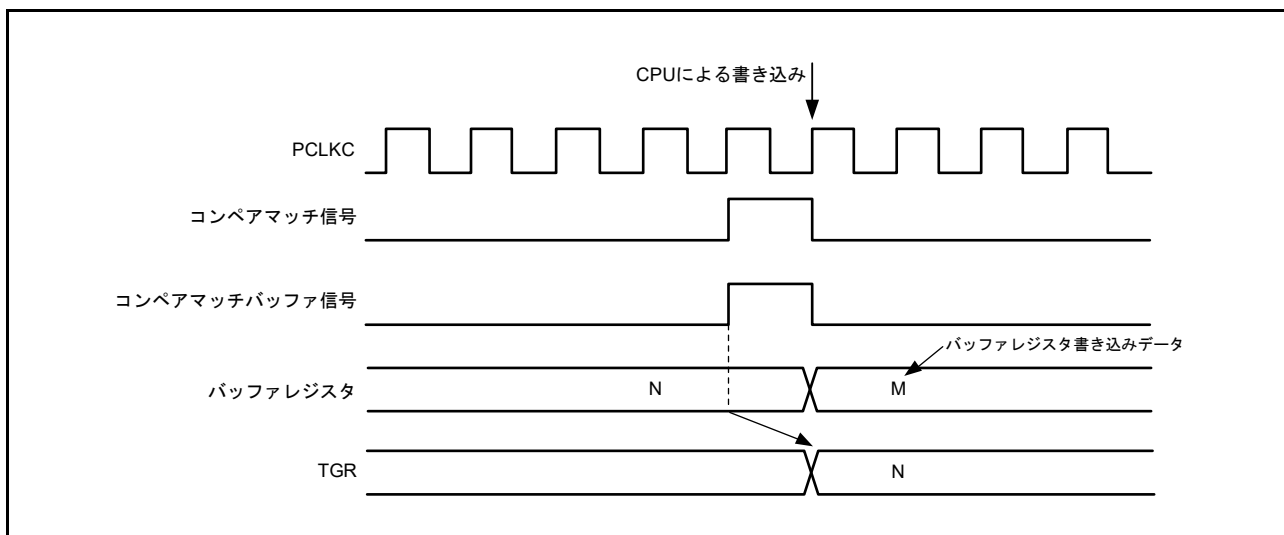 CPUによる書き込み
PCLKC
コンペアマッチ信号
コンペアマッチバッファ信号
バッファレジスタ書き込みデータ
バッファレジスタ
N
M
TGR
N